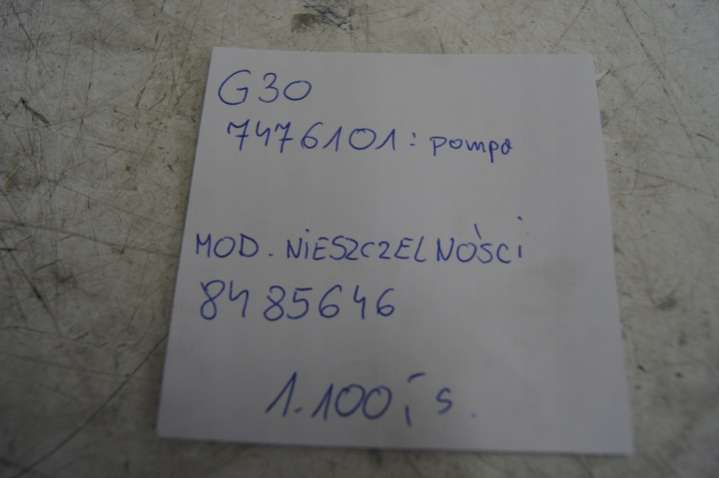 G30
7476101: pompa
MOD. NIESZCZELNOŚCI
8485646
1.100,- s.